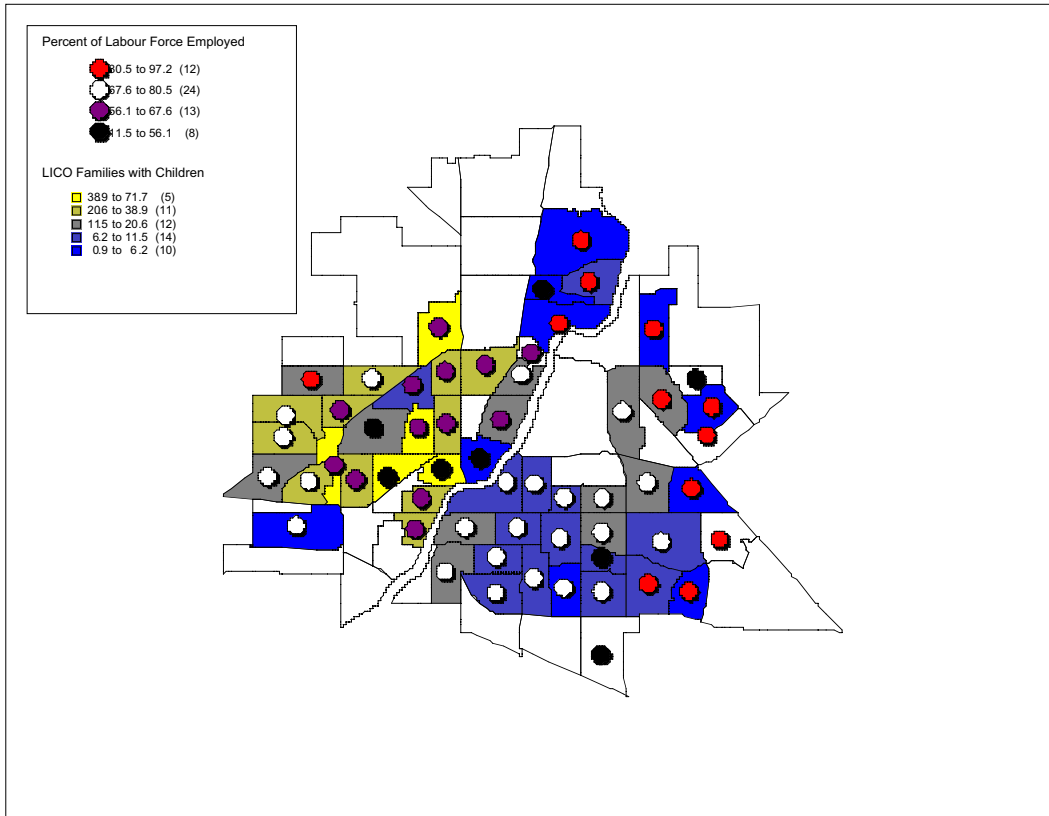 Percent of Labour Force Employed
80.5 to 97.2 (12)
67.6 to 80.5 (24)
56.1 to 67.6 (13)
11.5 to 56.1 (8)
LICO Families with Children
389 to 71.7 (5)
206 to 38.9 (11)
115 to 20.6 (12)
6.2 to 11.5 (14)
0.9 to 6.2 (10)